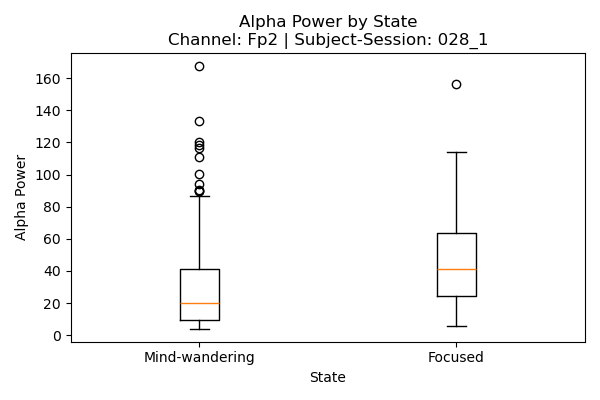 Alpha Power by State
Channel: Fp2 | Subject-Session: 028_1
Alpha Power
160
140
120
100
80
60
40
20
0
Mind-wandering
Focused
State